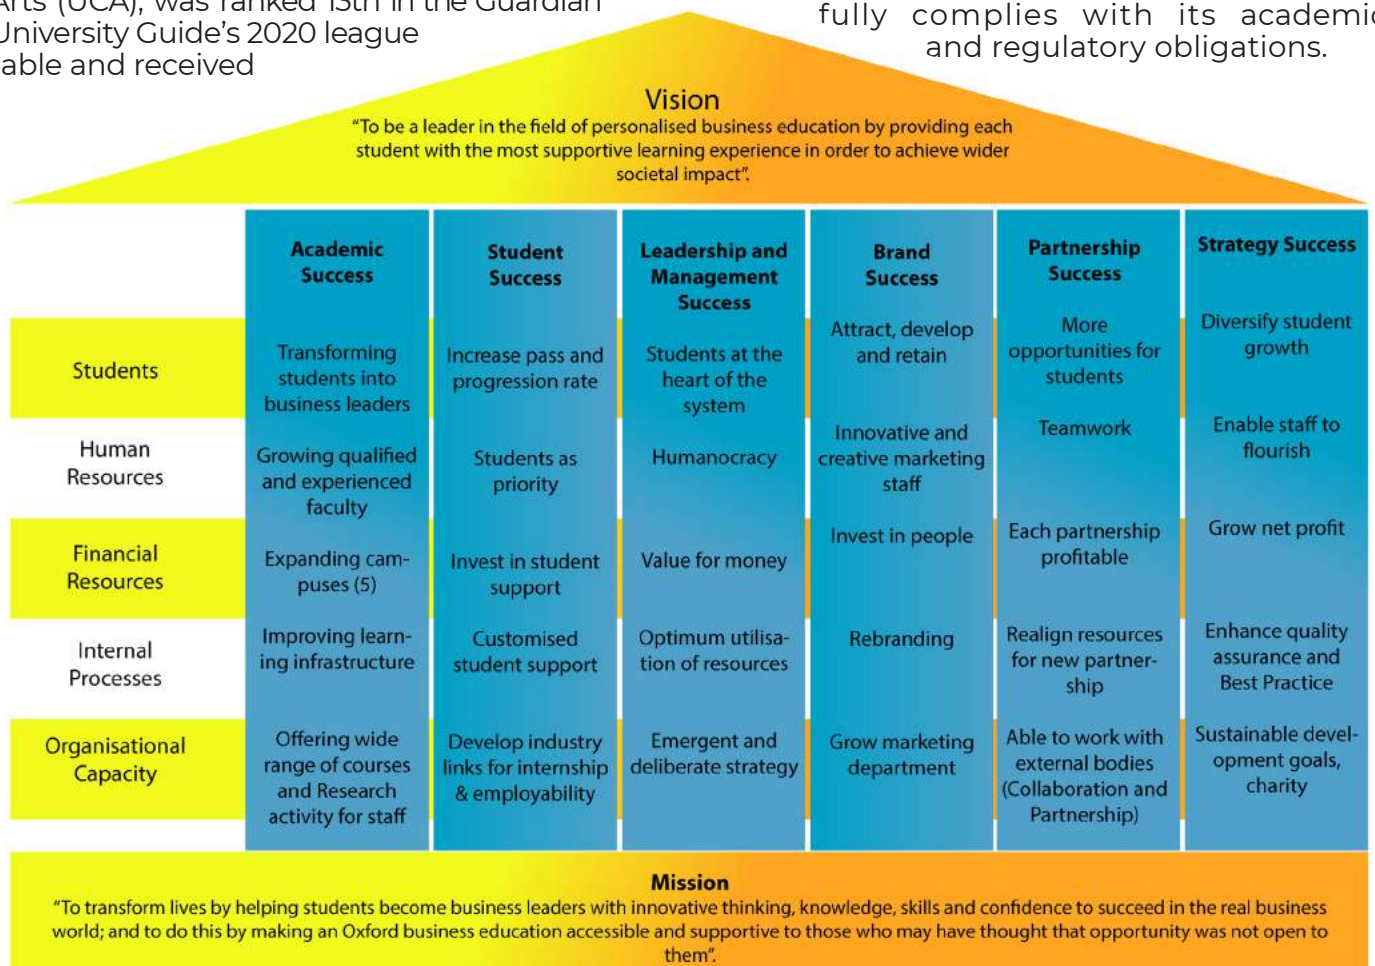 Arts (UCA), was ranked 13th in the Guardian
University Guide's 2020 league
able and received
fully complies with its academic
and regulatory obligations.
Vision
"To be a leader in the field of personalised business education by providing each
student with the most supportive learning experience in order to achieve wider
societal impact".
Academic
Success
Student
Success
Leadership and
Management
Success
Brand
Success
Partnership
Success
Strategy Success
Students
Transforming
students into
business leaders
Increase pass and
progression rate
Students at the
heart of the
system
Attract, develop
and retain
More
opportunities for
students
Diversify student
growth
Human
Resources
Growing qualified
and experienced
faculty
Students as
priority
Humanocracy
Innovative and
creative marketing
staff
Teamwork
Enable staff to
flourish
Financial
Resources
Expanding cam-
puses (5)
Invest in student
support
Value for money
Invest in people
Each partnership
profitable
Grow net profit
Internal
Processes
Improving learn-
ing infrastructure
Customised
student support
Optimum utilisa-
tion of resources
Rebranding
Realign resources
for new partner-
ship
Enhance quality
assurance and
Best Practice
Organisational
Capacity
Offering wide
range of courses
and Research
activity for staff
Develop industry
links for internship
& employability
Emergent and
deliberate strategy
Grow marketing
department
Able to work with
external bodies
(Collaboration and
Partnership)
Sustainable devel-
opment goals,
charity
Mission
"To transform lives by helping students become business leaders with innovative thinking, knowledge, skills and confidence to succeed in the real business
world; and to do this by making an Oxford business education accessible and supportive to those who may have thought that opportunity was not open to
them".